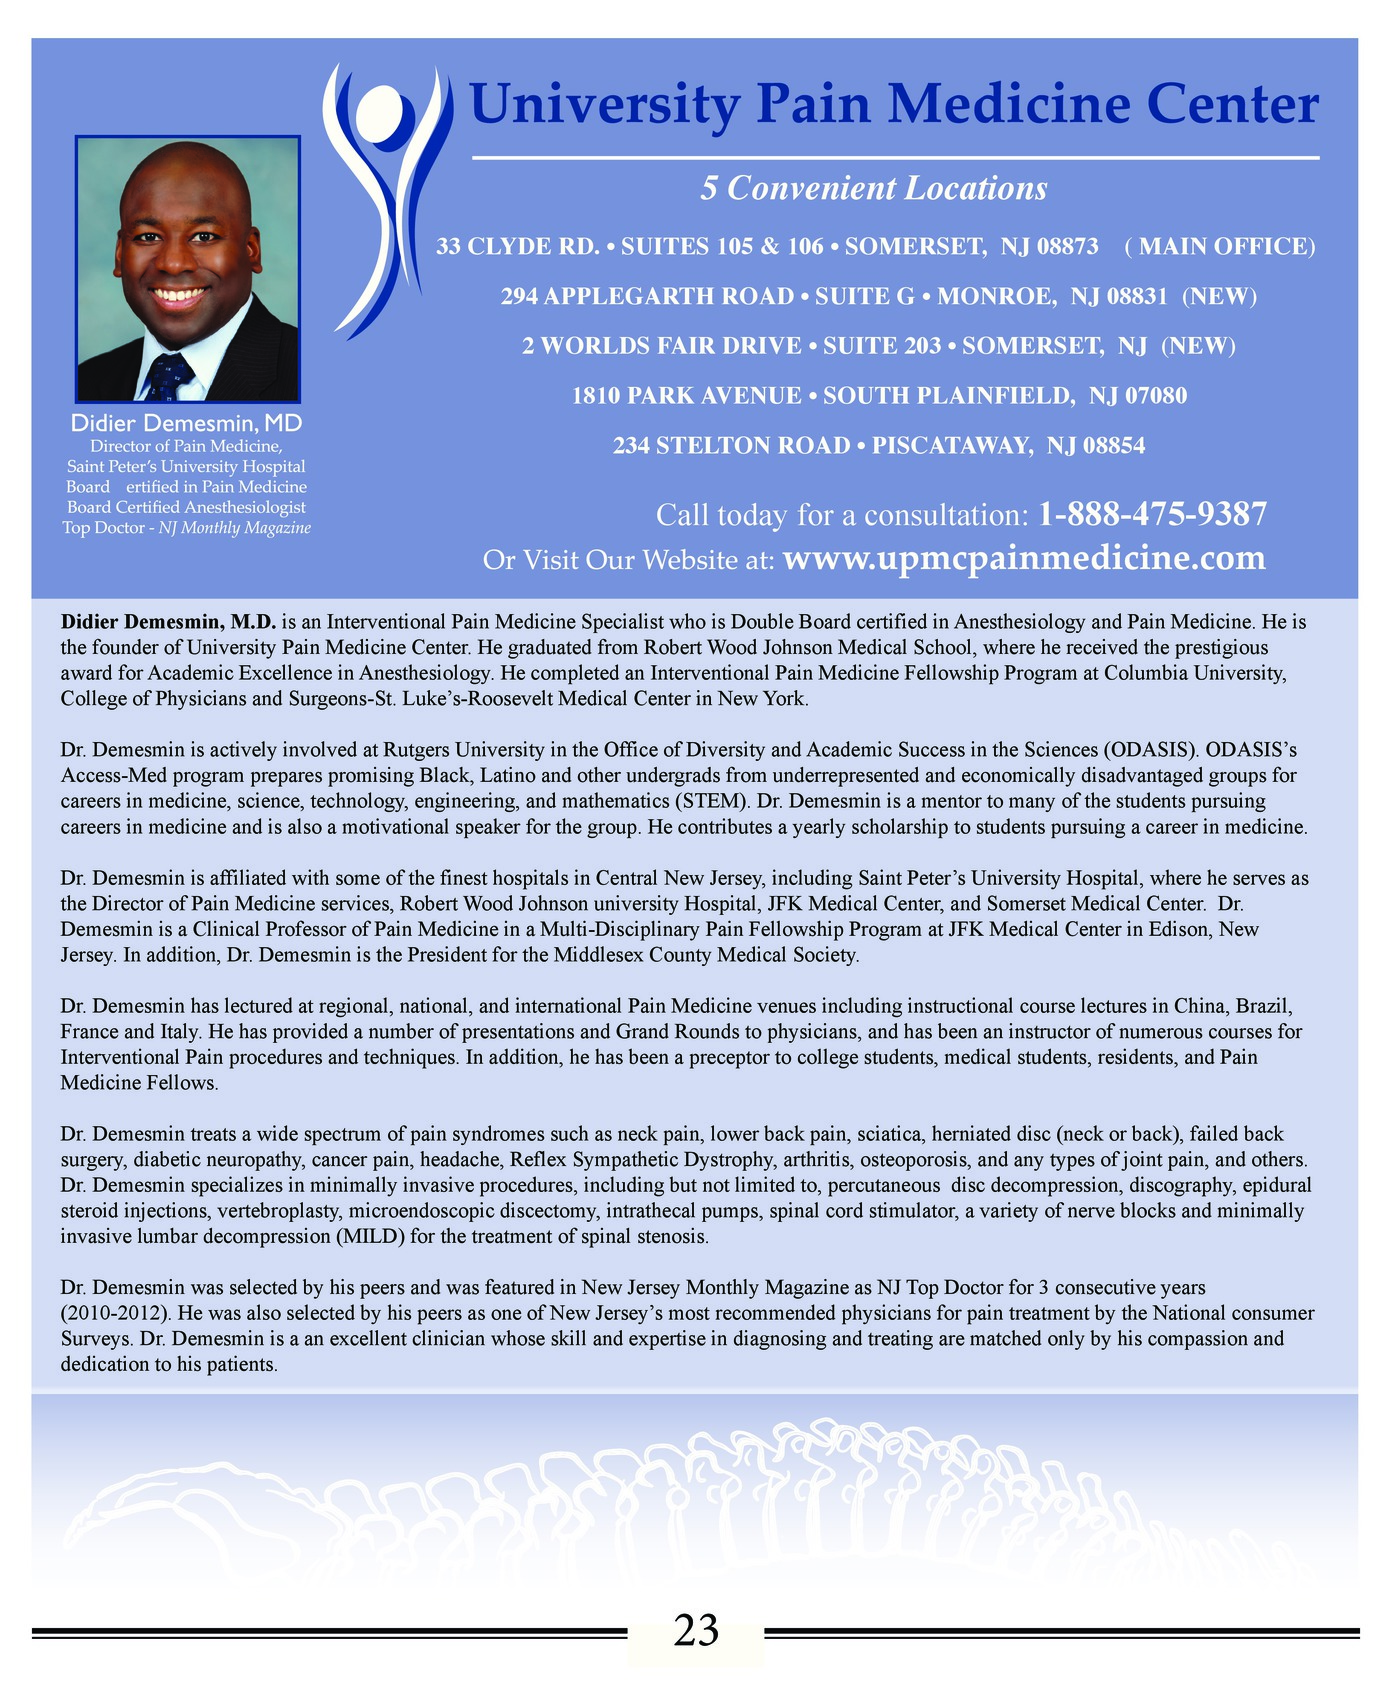 University Pain Medicine Center
5 Convenient Locations
33 CLYDE RD. • SUITES 105 & 106 • SOMERSET, NJ 08873 ( MAIN OFFICE)
294 APPLEGARTH ROAD • SUITE G • MONROE, NJ 08831 (NEW)
2 WORLDS FAIR DRIVE • SUITE 203 • SOMERSET, NJ (NEW)
1810 PARK AVENUE • SOUTH PLAINFIELD, NJ 07080
234 STELTON ROAD • PISCATAWAY, NJ 08854
Call today for a consultation: 1-888-475-9387
Or Visit Our Website at: www.upmcpainmedicine.com
Didier Demesmin, MD
Director of Pain Medicine,
Saint Peter's University Hospital
Board ertified in Pain Medicine
Board Certified Anesthesiologist
Top Doctor - NJ Monthly Magazine
Didier Demesmin, M.D. is an Interventional Pain Medicine Specialist who is Double Board certified in Anesthesiology and Pain Medicine. He is
the founder of University Pain Medicine Center. He graduated from Robert Wood Johnson Medical School, where he received the prestigious
award for Academic Excellence in Anesthesiology. He completed an Interventional Pain Medicine Fellowship Program at Columbia University,
College of Physicians and Surgeons-St. Luke's-Roosevelt Medical Center in New York.
Dr. Demesmin is actively involved at Rutgers University in the Office of Diversity and Academic Success in the Sciences (ODASIS). ODASIS's
Access-Med program prepares promising Black, Latino and other undergrads from underrepresented and economically disadvantaged groups for
careers in medicine, science, technology, engineering, and mathematics (STEM). Dr. Demesmin is a mentor to many of the students pursuing
careers in medicine and is also a motivational speaker for the group. He contributes a yearly scholarship to students pursuing a career in medicine.
Dr. Demesmin is affiliated with some of the finest hospitals in Central New Jersey, including Saint Peter's University Hospital, where he serves as
the Director of Pain Medicine services, Robert Wood Johnson university Hospital, JFK Medical Center, and Somerset Medical Center. Dr.
Demesmin is a Clinical Professor of Pain Medicine in a Multi-Disciplinary Pain Fellowship Program at JFK Medical Center in Edison, New
Jersey. In addition, Dr. Demesmin is the President for the Middlesex County Medical Society.
Dr. Demesmin has lectured at regional, national, and international Pain Medicine venues including instructional course lectures in China, Brazil,
France and Italy. He has provided a number of presentations and Grand Rounds to physicians, and has been an instructor of numerous courses for
Interventional Pain procedures and techniques. In addition, he has been a preceptor to college students, medical students, residents, and Pain
Medicine Fellows.
Dr. Demesmin treats a wide spectrum of pain syndromes such as neck pain, lower back pain, sciatica, herniated disc (neck or back), failed back
surgery, diabetic neuropathy, cancer pain, headache, Reflex Sympathetic Dystrophy, arthritis, osteoporosis, and any types of joint pain, and others.
Dr. Demesmin specializes in minimally invasive procedures, including but not limited to, percutaneous disc decompression, discography, epidural
steroid injections, vertebroplasty, microendoscopic discectomy, intrathecal pumps, spinal cord stimulator, a variety of nerve blocks and minimally
invasive lumbar decompression (MILD) for the treatment of spinal stenosis.
Dr. Demesmin was selected by his peers and was featured in New Jersey Monthly Magazine as NJ Top Doctor for 3 consecutive years
(2010-2012). He was also selected by his peers as one of New Jersey's most recommended physicians for pain treatment by the National consumer
Surveys. Dr. Demesmin is a an excellent clinician whose skill and expertise in diagnosing and treating are matched only by his compassion and
dedication to his patients.
23